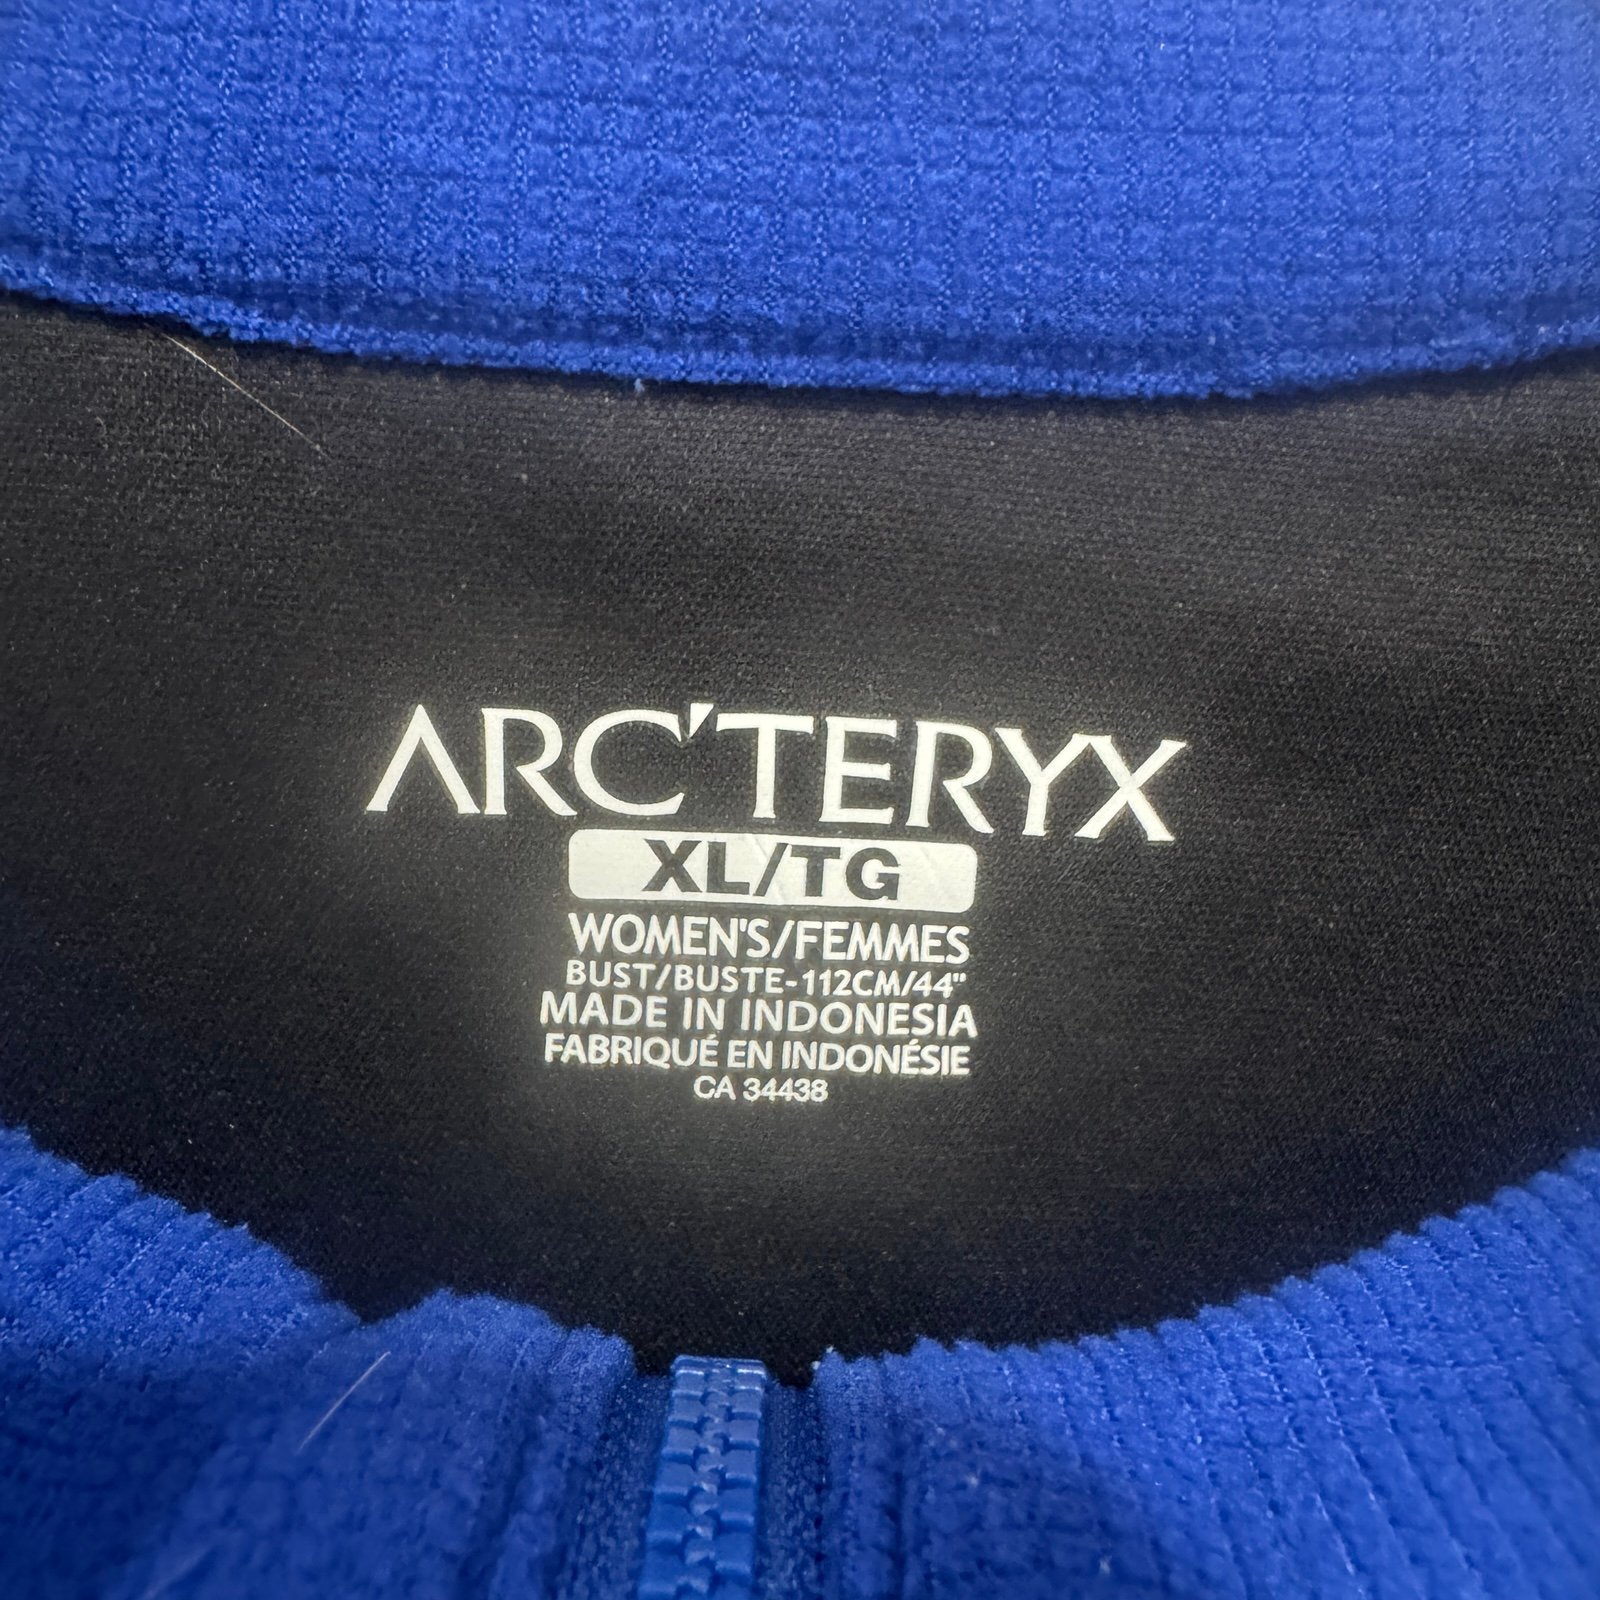 ARC'TERYX
XL/TG
WOMEN'S/FEMMES
BUST/BUSTE-112CM/44"
MADE IN INDONESIA
FABRIQUÉ EN INDONÉSIE
CA 34438